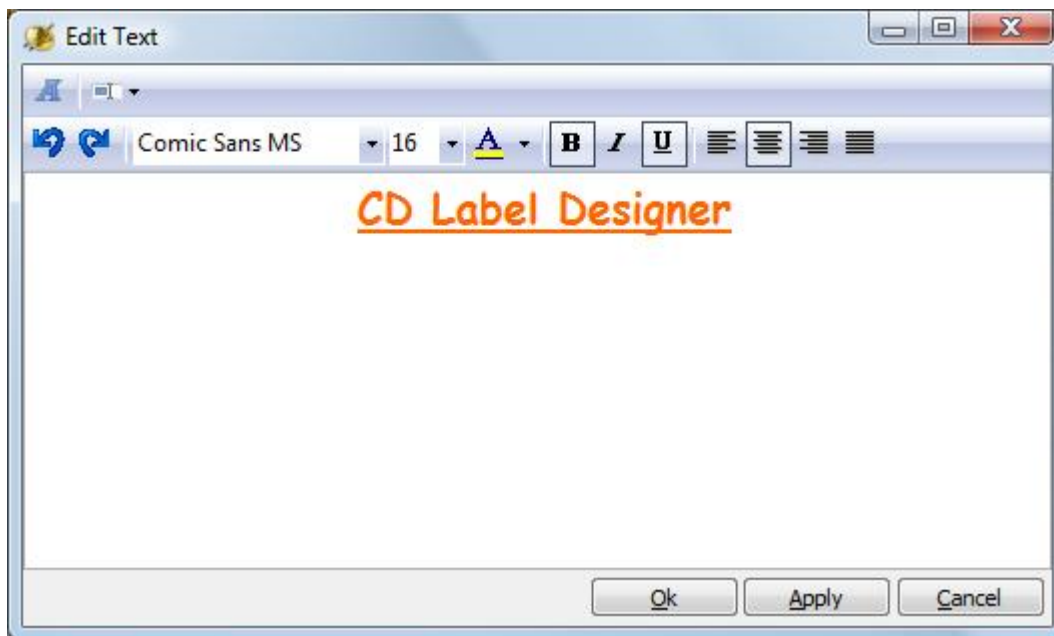 Edit Text
Comic Sans MS 16 A B I U
CD Label Designer
Ok Apply Cancel